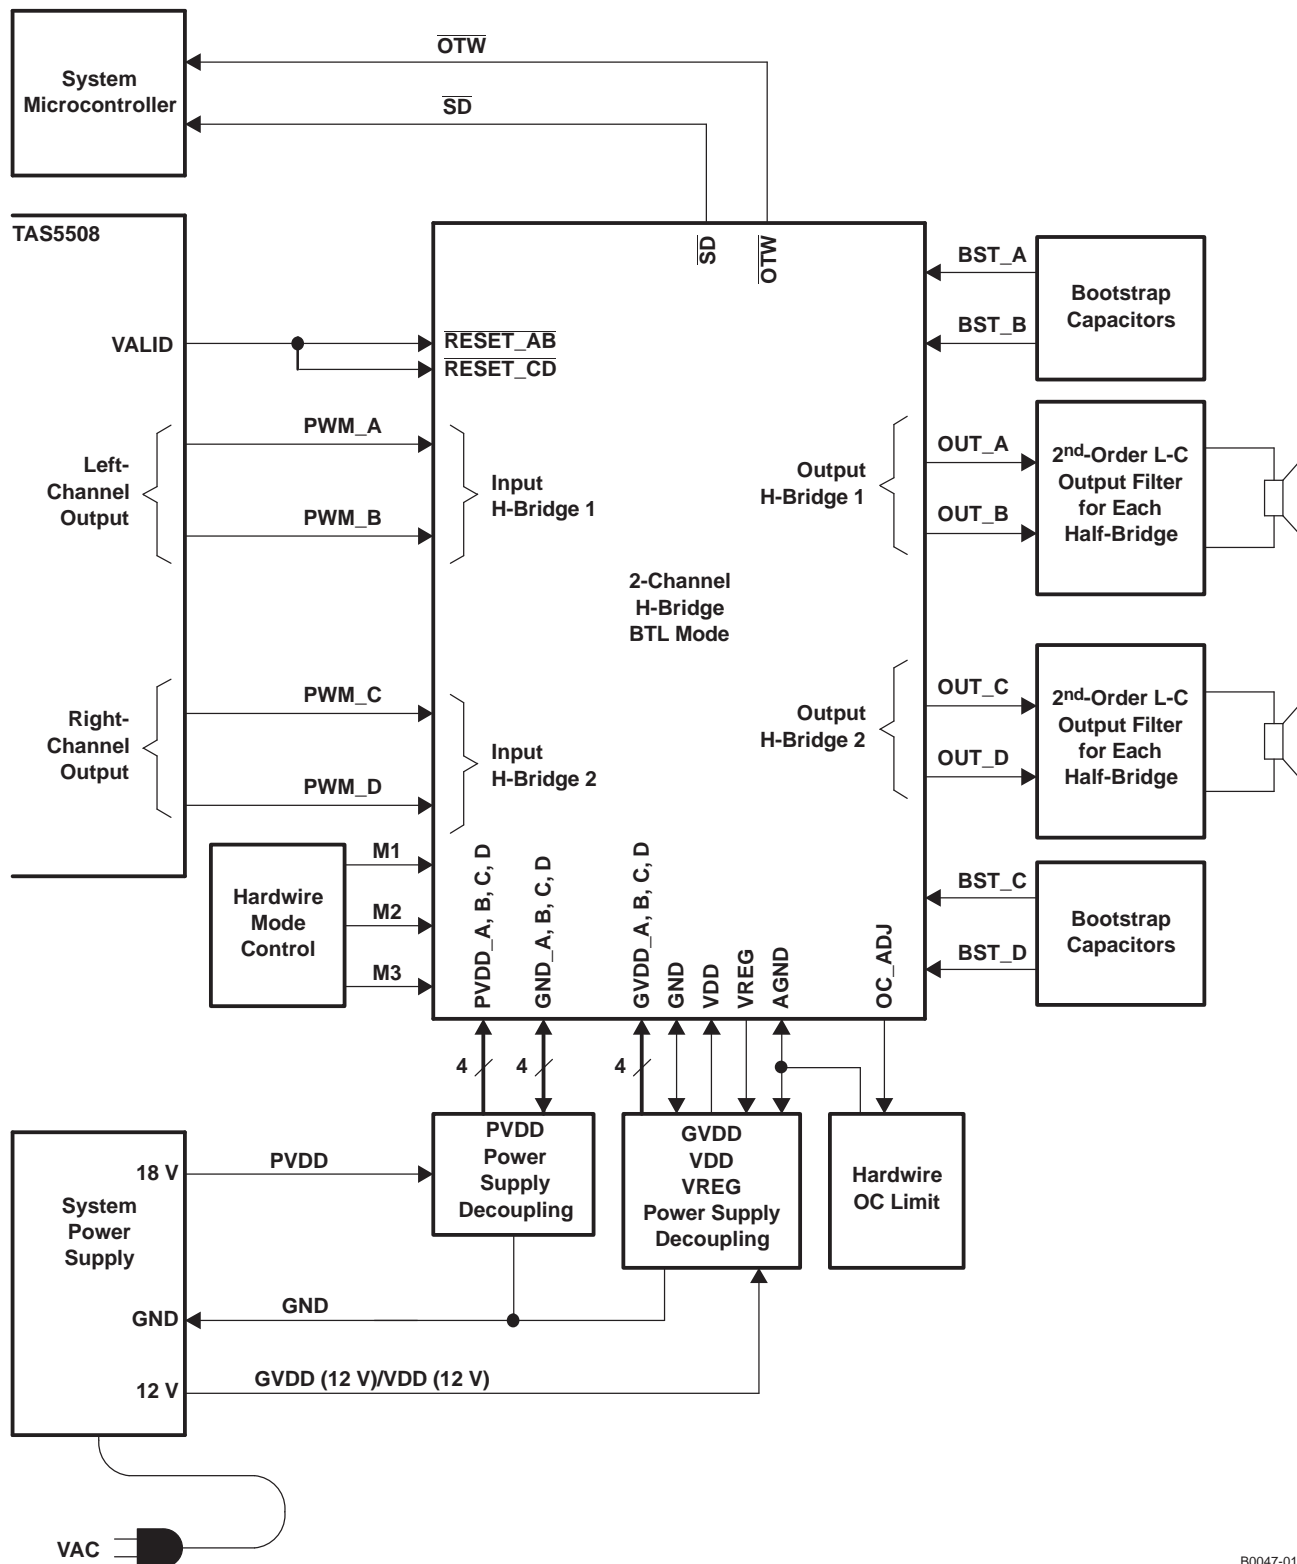 OTW
System
Microcontroller
SD
TAS5508
SD
OTW
BST_A
Bootstrap
Capacitors
BST_B
VALID
RESET_AB
RESET_CD
PWM_A
Left-
Channel
Output
Input
H-Bridge 1
PWM_B
Output
H-Bridge 1
OUT_A
OUT_B
2nd-Order L-C
Output Filter
for Each
Half-Bridge
2-Channel
H-Bridge
BTL Mode
PWM_C
Right-
Channel
Output
Input
H-Bridge 2
PWM_D
Output
H-Bridge 2
OUT_C
OUT_D
2nd-Order L-C
Output Filter
for Each
Half-Bridge
Hardwire
Mode
Control
M1
M2
M3
PVDD_A, B, C, D
GND_A, B, C, D
GVDD_A, B, C, D
GND
VDD
VREG
AGND
OC_ADJ
BST_C
Bootstrap
Capacitors
BST_D
4
4
4
PVDD
Power
Supply
Decoupling
GVDD
VDD
VREG
Power Supply
Decoupling
Hardwire
OC Limit
18 V
PVDD
System
Power
Supply
GND
GND
12 V
GVDD (12 V)/VDD (12 V)
VAC
B0047-01